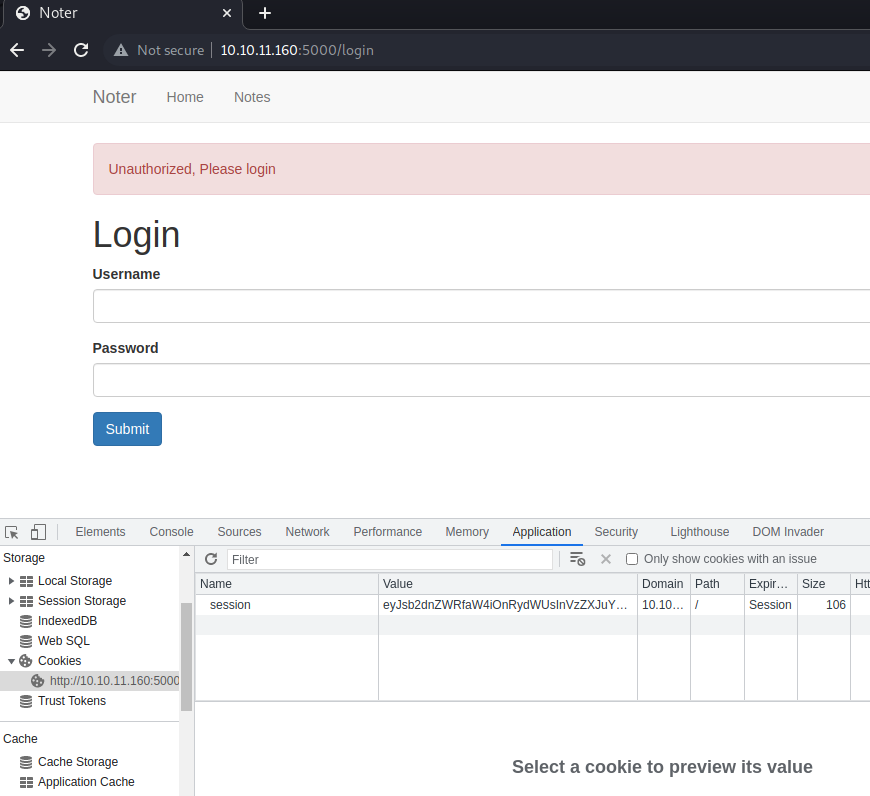 Noter
Not secure 10.10.11.160:5000/login
Noter Home Notes
Unauthorized, Please login
Login
Username
Password
Submit
Elements Console Sources Network Performance Memory Application Security Lighthouse DOM Invader
Storage
Filter
Only show cookies with an issue
Local Storage
Session Storage
IndexedDB
Web SQL
Cookies
http://10.10.11.160:5000
Trust Tokens
Cache
Cache Storage
Application Cache
Name Value Domain Path Expir… Size Htt
session eyJsb2dnZWRfaW4iOnRydWUsInVzZXJuY… 10.10… / Session 106
Select a cookie to preview its value